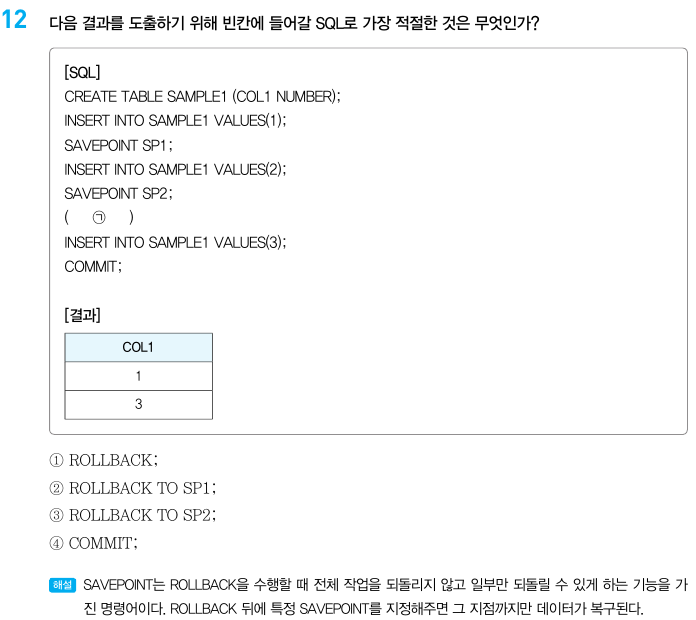 12 다음 결과를 도출하기 위해 빈칸에 들어갈 SQL로 가장 적절한 것은 무엇인가?
[SQL]
CREATE TABLE SAMPLE1 (COL1 NUMBER);
INSERT INTO SAMPLE1 VALUES(1);
SAVEPOINT SP1;
INSERT INTO SAMPLE1 VALUES(2);
SAVEPOINT SP2;
( ㉠ )
INSERT INTO SAMPLE1 VALUES(3);
COMMIT;
[결과]
COL1
1
3
① ROLLBACK;
② ROLLBACK TO SP1;
③ ROLLBACK TO SP2;
④ COMMIT;
해설 SAVEPOINT는 ROLLBACK을 수행할 때 전체 작업을 되돌리지 않고 일부만 되돌릴 수 있게 하는 기능을 가
진 명령어이다. ROLLBACK 뒤에 특정 SAVEPOINT를 지정해주면 그 지점까지만 데이터가 복구된다.